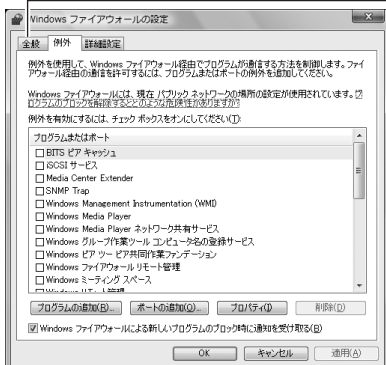 Windows ファイアウォールの設定
全般 例外 詳細設定
例外を使用して、Windows ファイアウォール経由でプログラムが通信する方法を制御します。ファイ
アウォール経由の通信を許可するには、プログラムまたはポートの例外を追加してください。
Windows ファイアウォールには、現在 パブリック ネットワークの場所の設定が使用されています。プ
ログラムのブロックを解除するとどのような危険性がありますか?
例外を有効にするには、チェック ボックスをオンにしてください(T):
プログラムまたはポート
BITS ピア キャッシュ
iSCSI サービス
Media Center Extender
SNMP Trap
Windows Management Instrumentation (WMI)
Windows Media Player
Windows Media Player ネットワーク共有サービス
Windows グループ作業ツール コンピュータ名の登録サービス
Windows ピア ツー ピア共同作業ファンデーション
Windows ファイアウォール リモート管理
Windows ミーティング スペース
Windows リモート管理
プログラムの追加(R)... ポートの追加(O)... プロパティ(I) 削除(D)
Windows ファイアウォールによる新しいプログラムのブロック時に通知を受け取る(B)
OK キャンセル 適用(A)